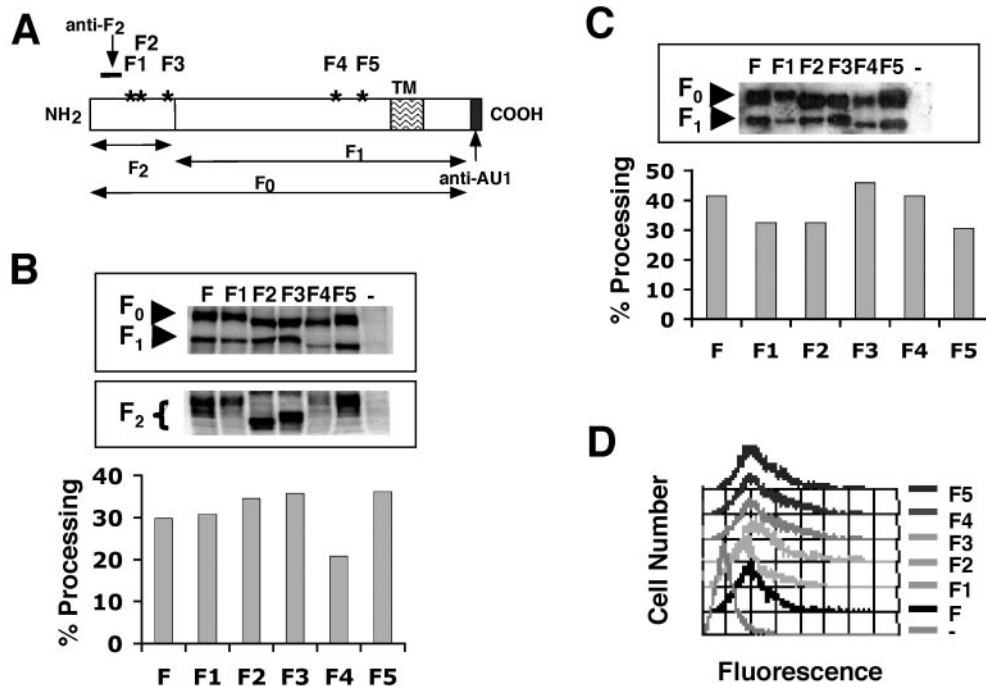 A
anti-F2
F2
F1 F3 F4 F5
** * * *
TM
NH2 COOH
F2 F1
anti-AU1
F0
B
F F1 F2 F3 F4 F5 -
F0
F1
F2 {
% Processing
40
30
20
10
0
F F1 F2 F3 F4 F5
C
F F1 F2 F3 F4 F5 -
F0
F1
% Processing
50
40
30
20
10
0
F F1 F2 F3 F4 F5
D
Cell Number
F5
F4
F3
F2
F1
F
-
Fluorescence